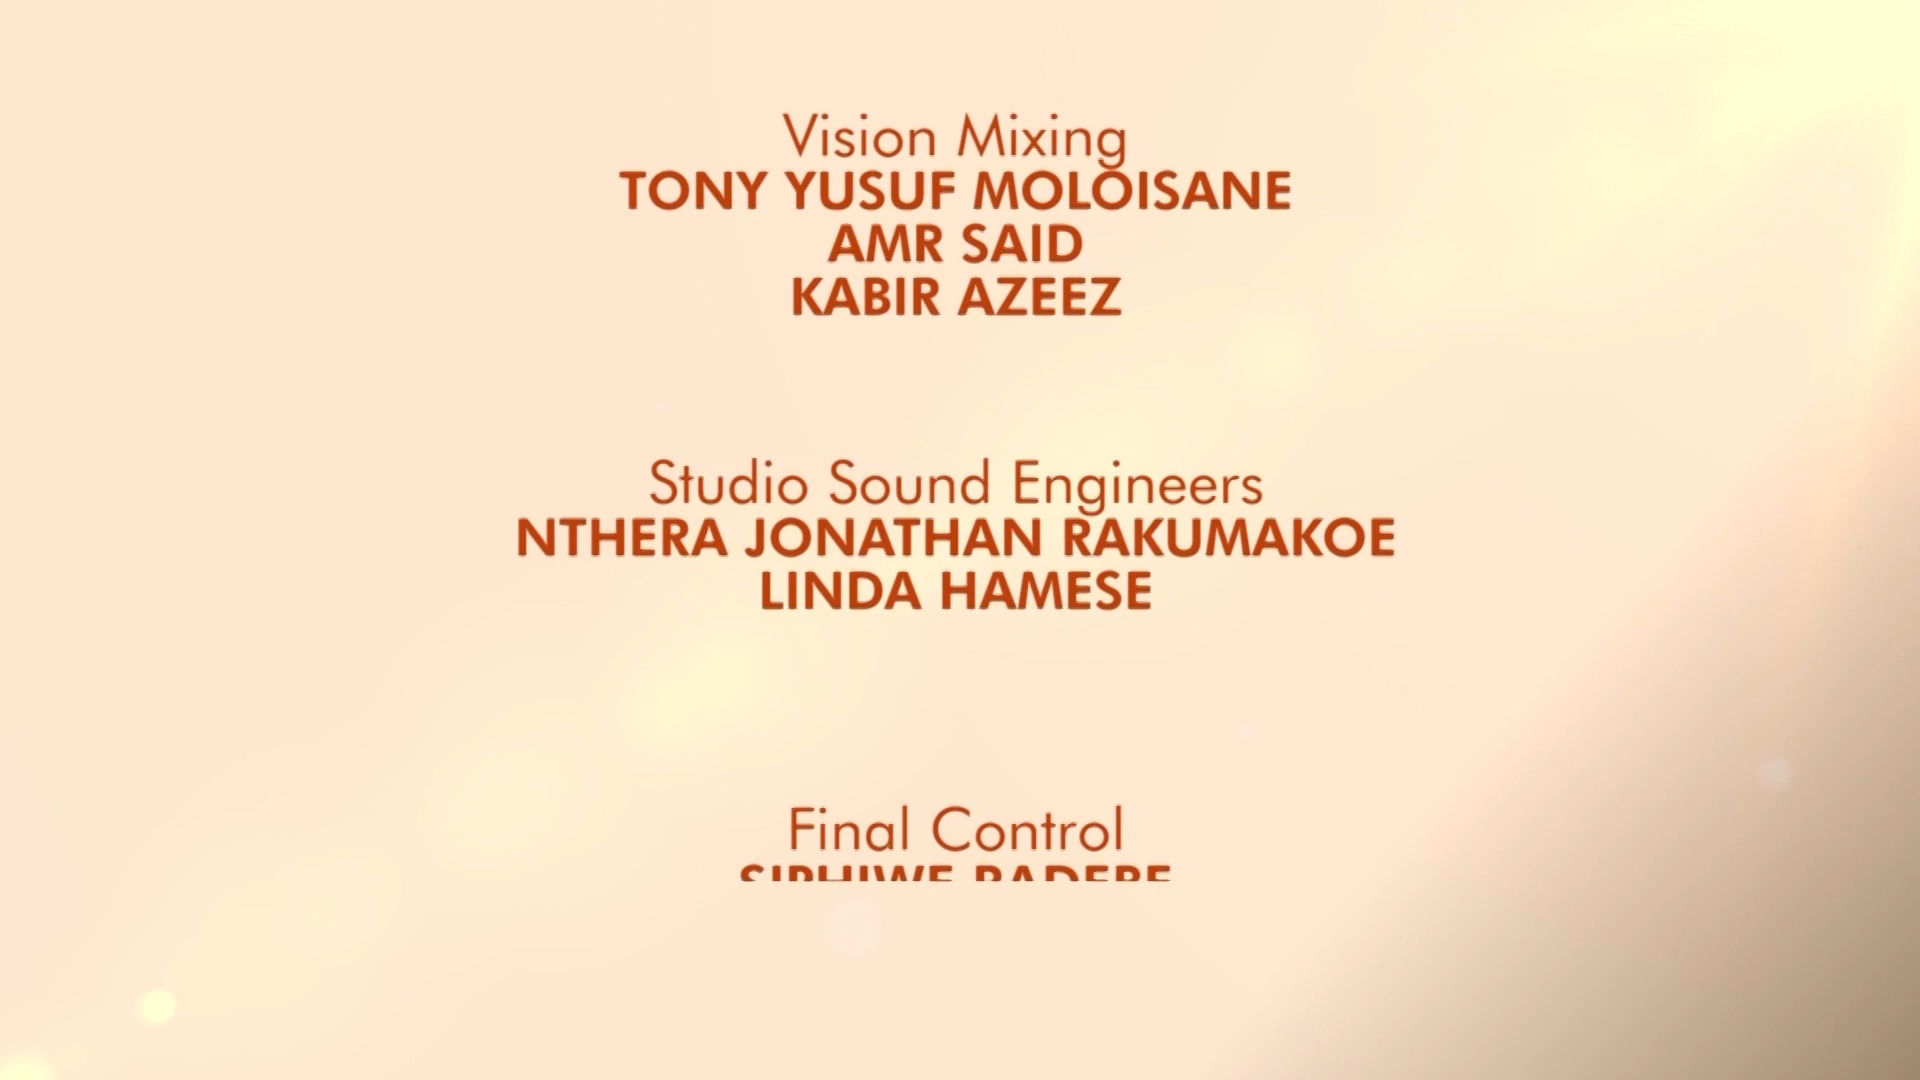 Vision Mixing
TONY YUSUF MOLOISANE
AMR SAID
KABIR AZEEZ
Studio Sound Engineers
NTHERA JONATHAN RAKUMAKOE
LINDA HAMESE
Final Control
SIPHIWE